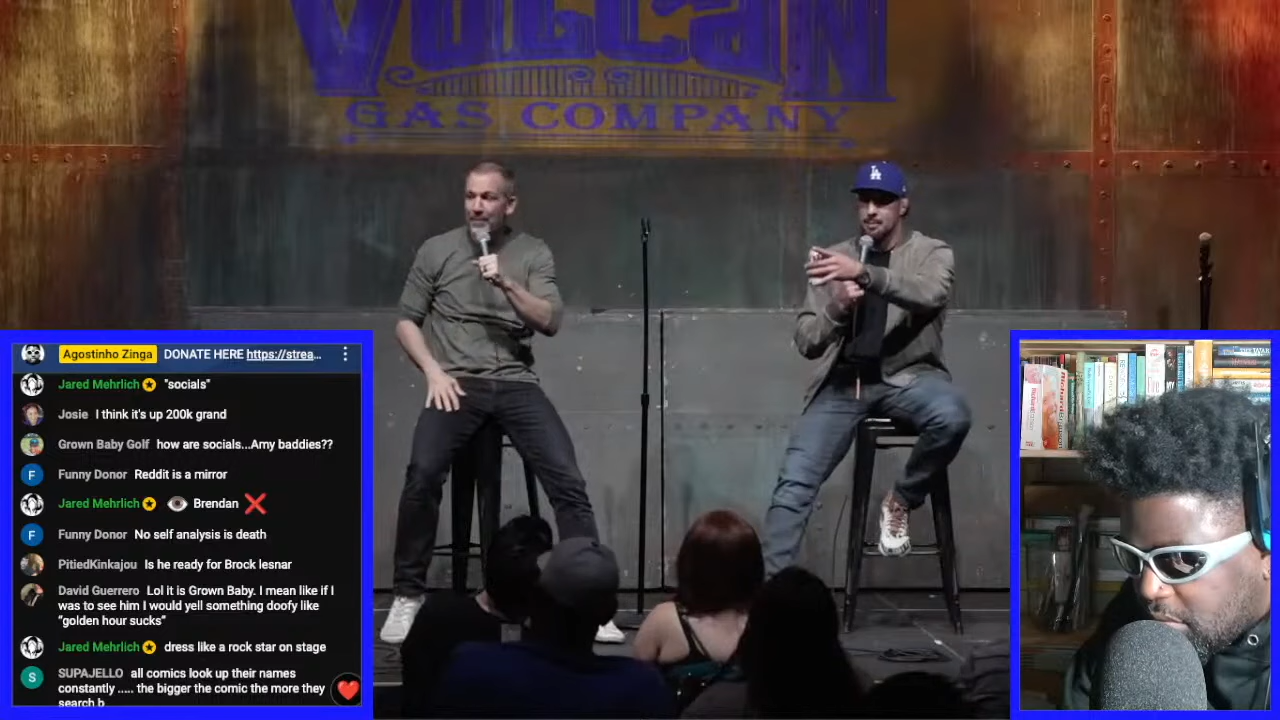 VULCAN
GAS COMPANY
LA
Agostinho Zinga DONATE HERE https://strea...
Jared Mehrlich "socials"
Josie I think it's up 200k grand
Grown Baby Golf how are socials...Amy baddies??
F Funny Donor Reddit is a mirror
Jared Mehrlich 👁 Brendan ❌
F Funny Donor No self analysis is death
PitiedKinkajou Is he ready for Brock lesnar
David Guerrero Lol it is Grown Baby. I mean like if I
was to see him I would yell something doofy like
“golden hour sucks”
Jared Mehrlich dress like a rock star on stage
S SUPAJELLO all comics look up their names
constantly ..... the bigger the comic the more they
search b